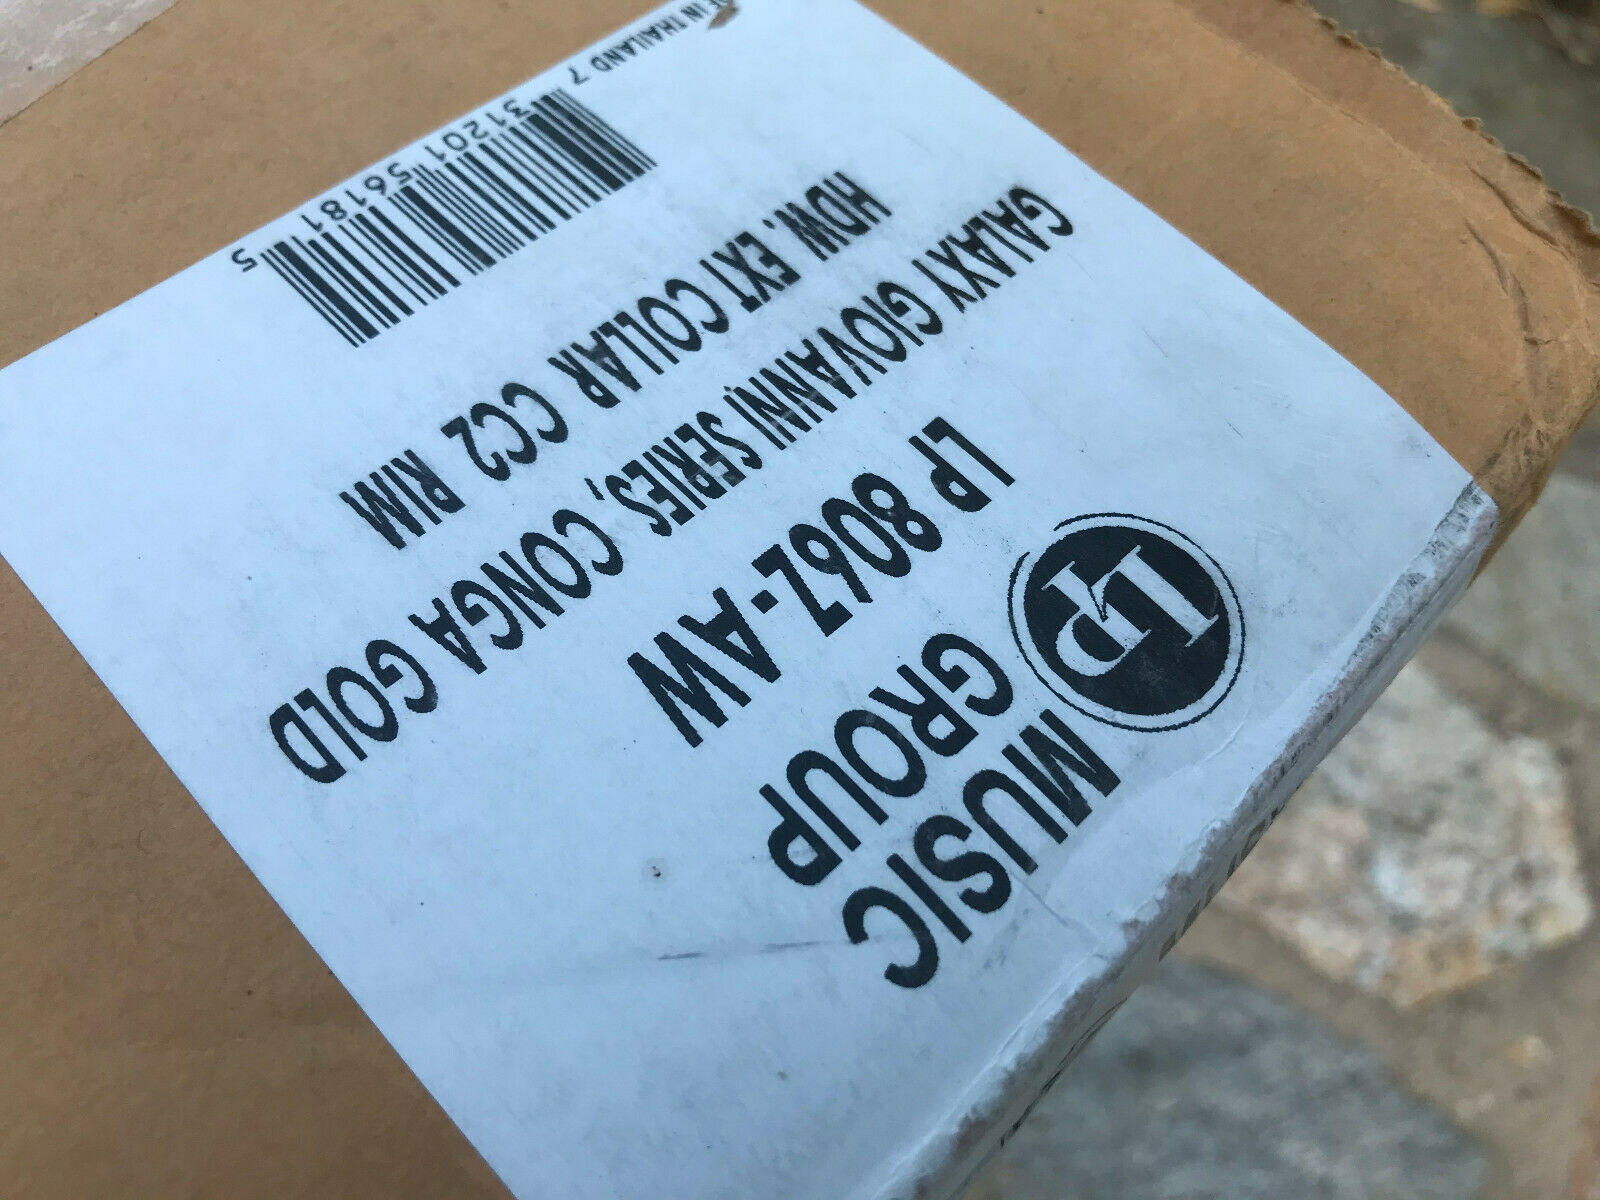 LP MUSIC
GROUP
LP 806Z-AW
GALAXY GIOVANNI SERIES, CONGA GOLD
HDW. EXT COLLAR CC2 RIM
7 31201 56181 5
IN THAILAND